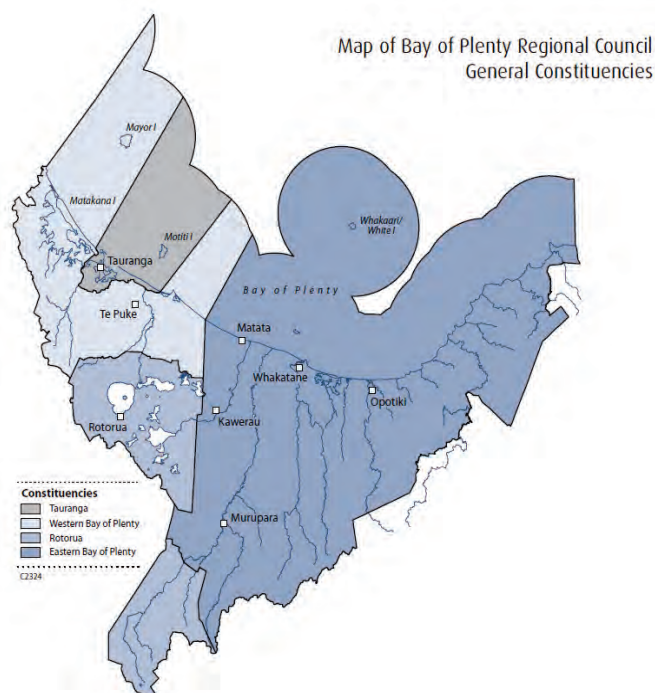 Map of Bay of Plenty Regional Council
General Constituencies
Mayor I
Matakana I
Motiti I
Whakaari/
White I
Tauranga
Bay of Plenty
Te Puke
Matata
Whakatane
Opotiki
Kawerau
Rotorua
Murupara
Constituencies
Tauranga
Western Bay of Plenty
Rotorua
Eastern Bay of Plenty
C2324